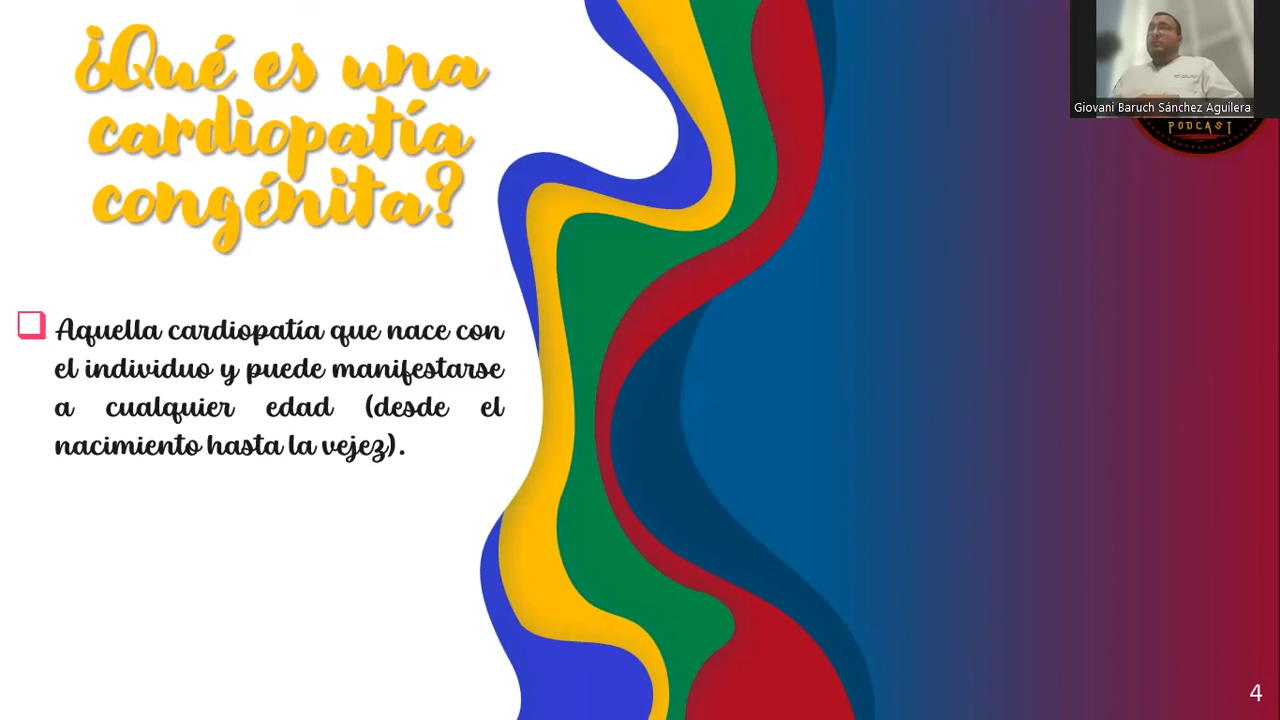 ¿Qué es una
cardiopatía
congénita?
Aquella cardiopatía que nace con
el individuo y puede manifestarse
a cualquier edad (desde el
nacimiento hasta la vejez).
Giovani Baruch Sánchez Aguilera
PODCAST
4